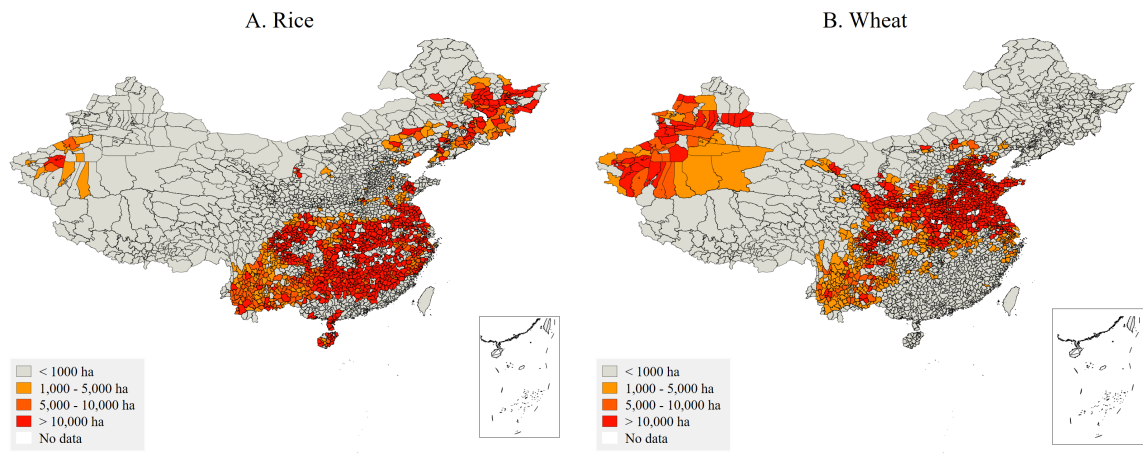 A. Rice
B. Wheat
< 1000 ha
1,000 - 5,000 ha
5,000 - 10,000 ha
> 10,000 ha
No data
< 1000 ha
1,000 - 5,000 ha
5,000 - 10,000 ha
> 10,000 ha
No data